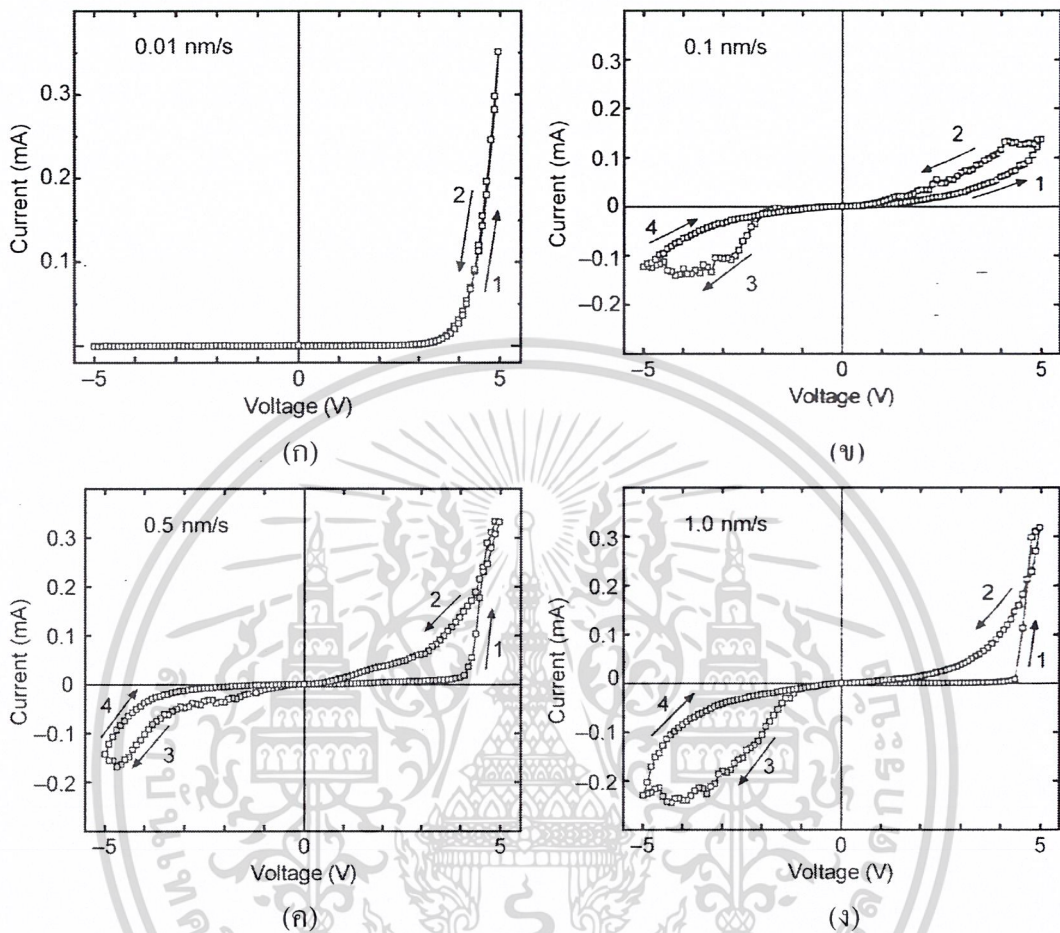 0.01 nm/s
0.3
0.2
0.1
Current (mA)
2
1
−5
0
5
Voltage (V)
(ก)
0.1 nm/s
0.3
0.2
0.1
0
−0.1
−0.2
Current (mA)
2
1
4
3
−5
0
5
Voltage (V)
(ข)
0.5 nm/s
0.3
0.2
0.1
0
−0.1
−0.2
Current (mA)
2
1
4
3
−5
0
5
Voltage (V)
(ค)
1.0 nm/s
0.3
0.2
0.1
0
−0.1
−0.2
Current (mA)
2
1
4
3
−5
0
5
Voltage (V)
(ง)